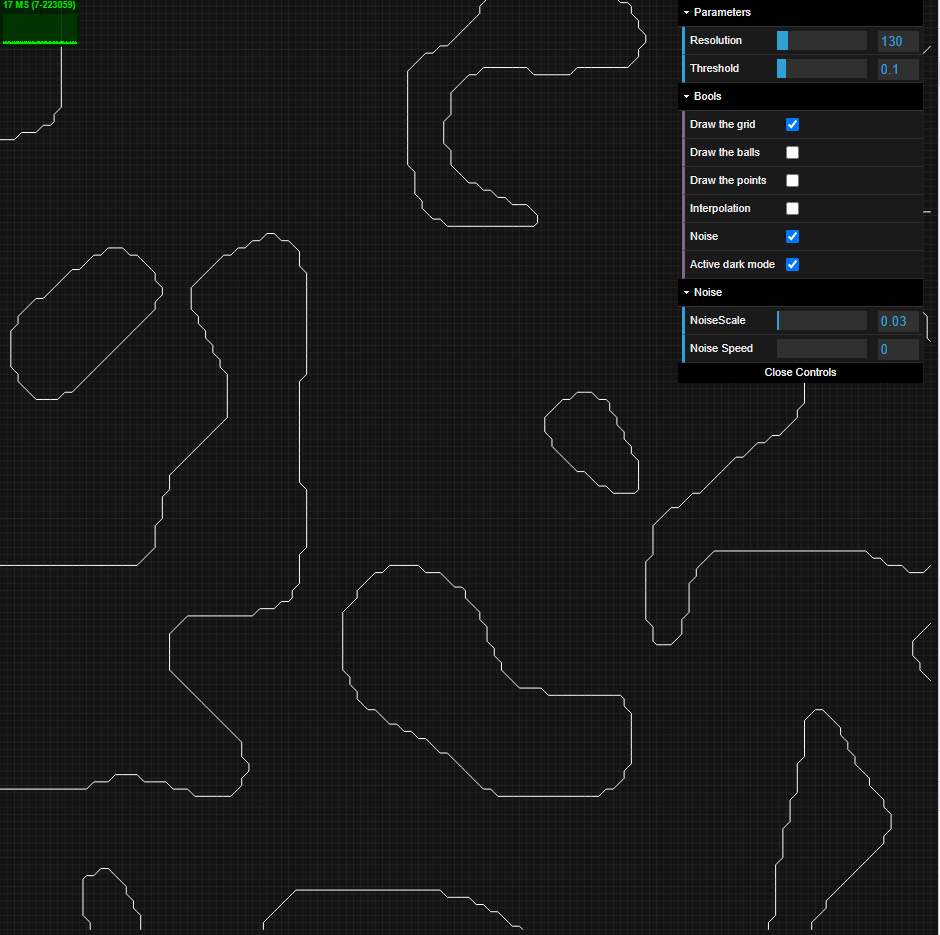 17 MS (7-223059)
Parameters
Resolution 130
Threshold 0.1
Bools
Draw the grid
Draw the balls
Draw the points
Interpolation
Noise
Active dark mode
Noise
NoiseScale 0.03
Noise Speed 0
Close Controls